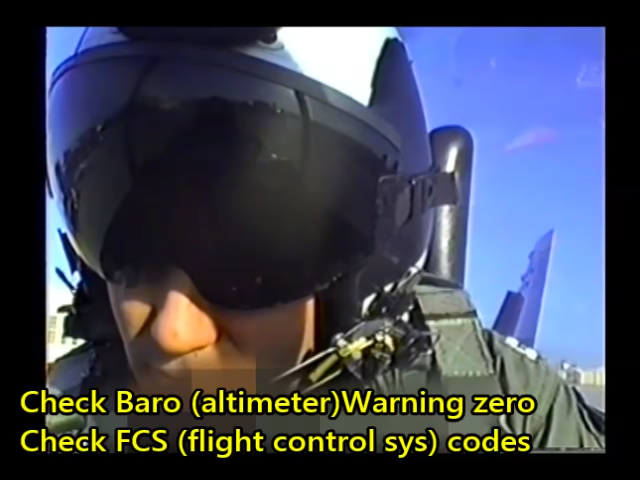 Check Baro (altimeter)Warning zero
Check FCS (flight control sys) codes